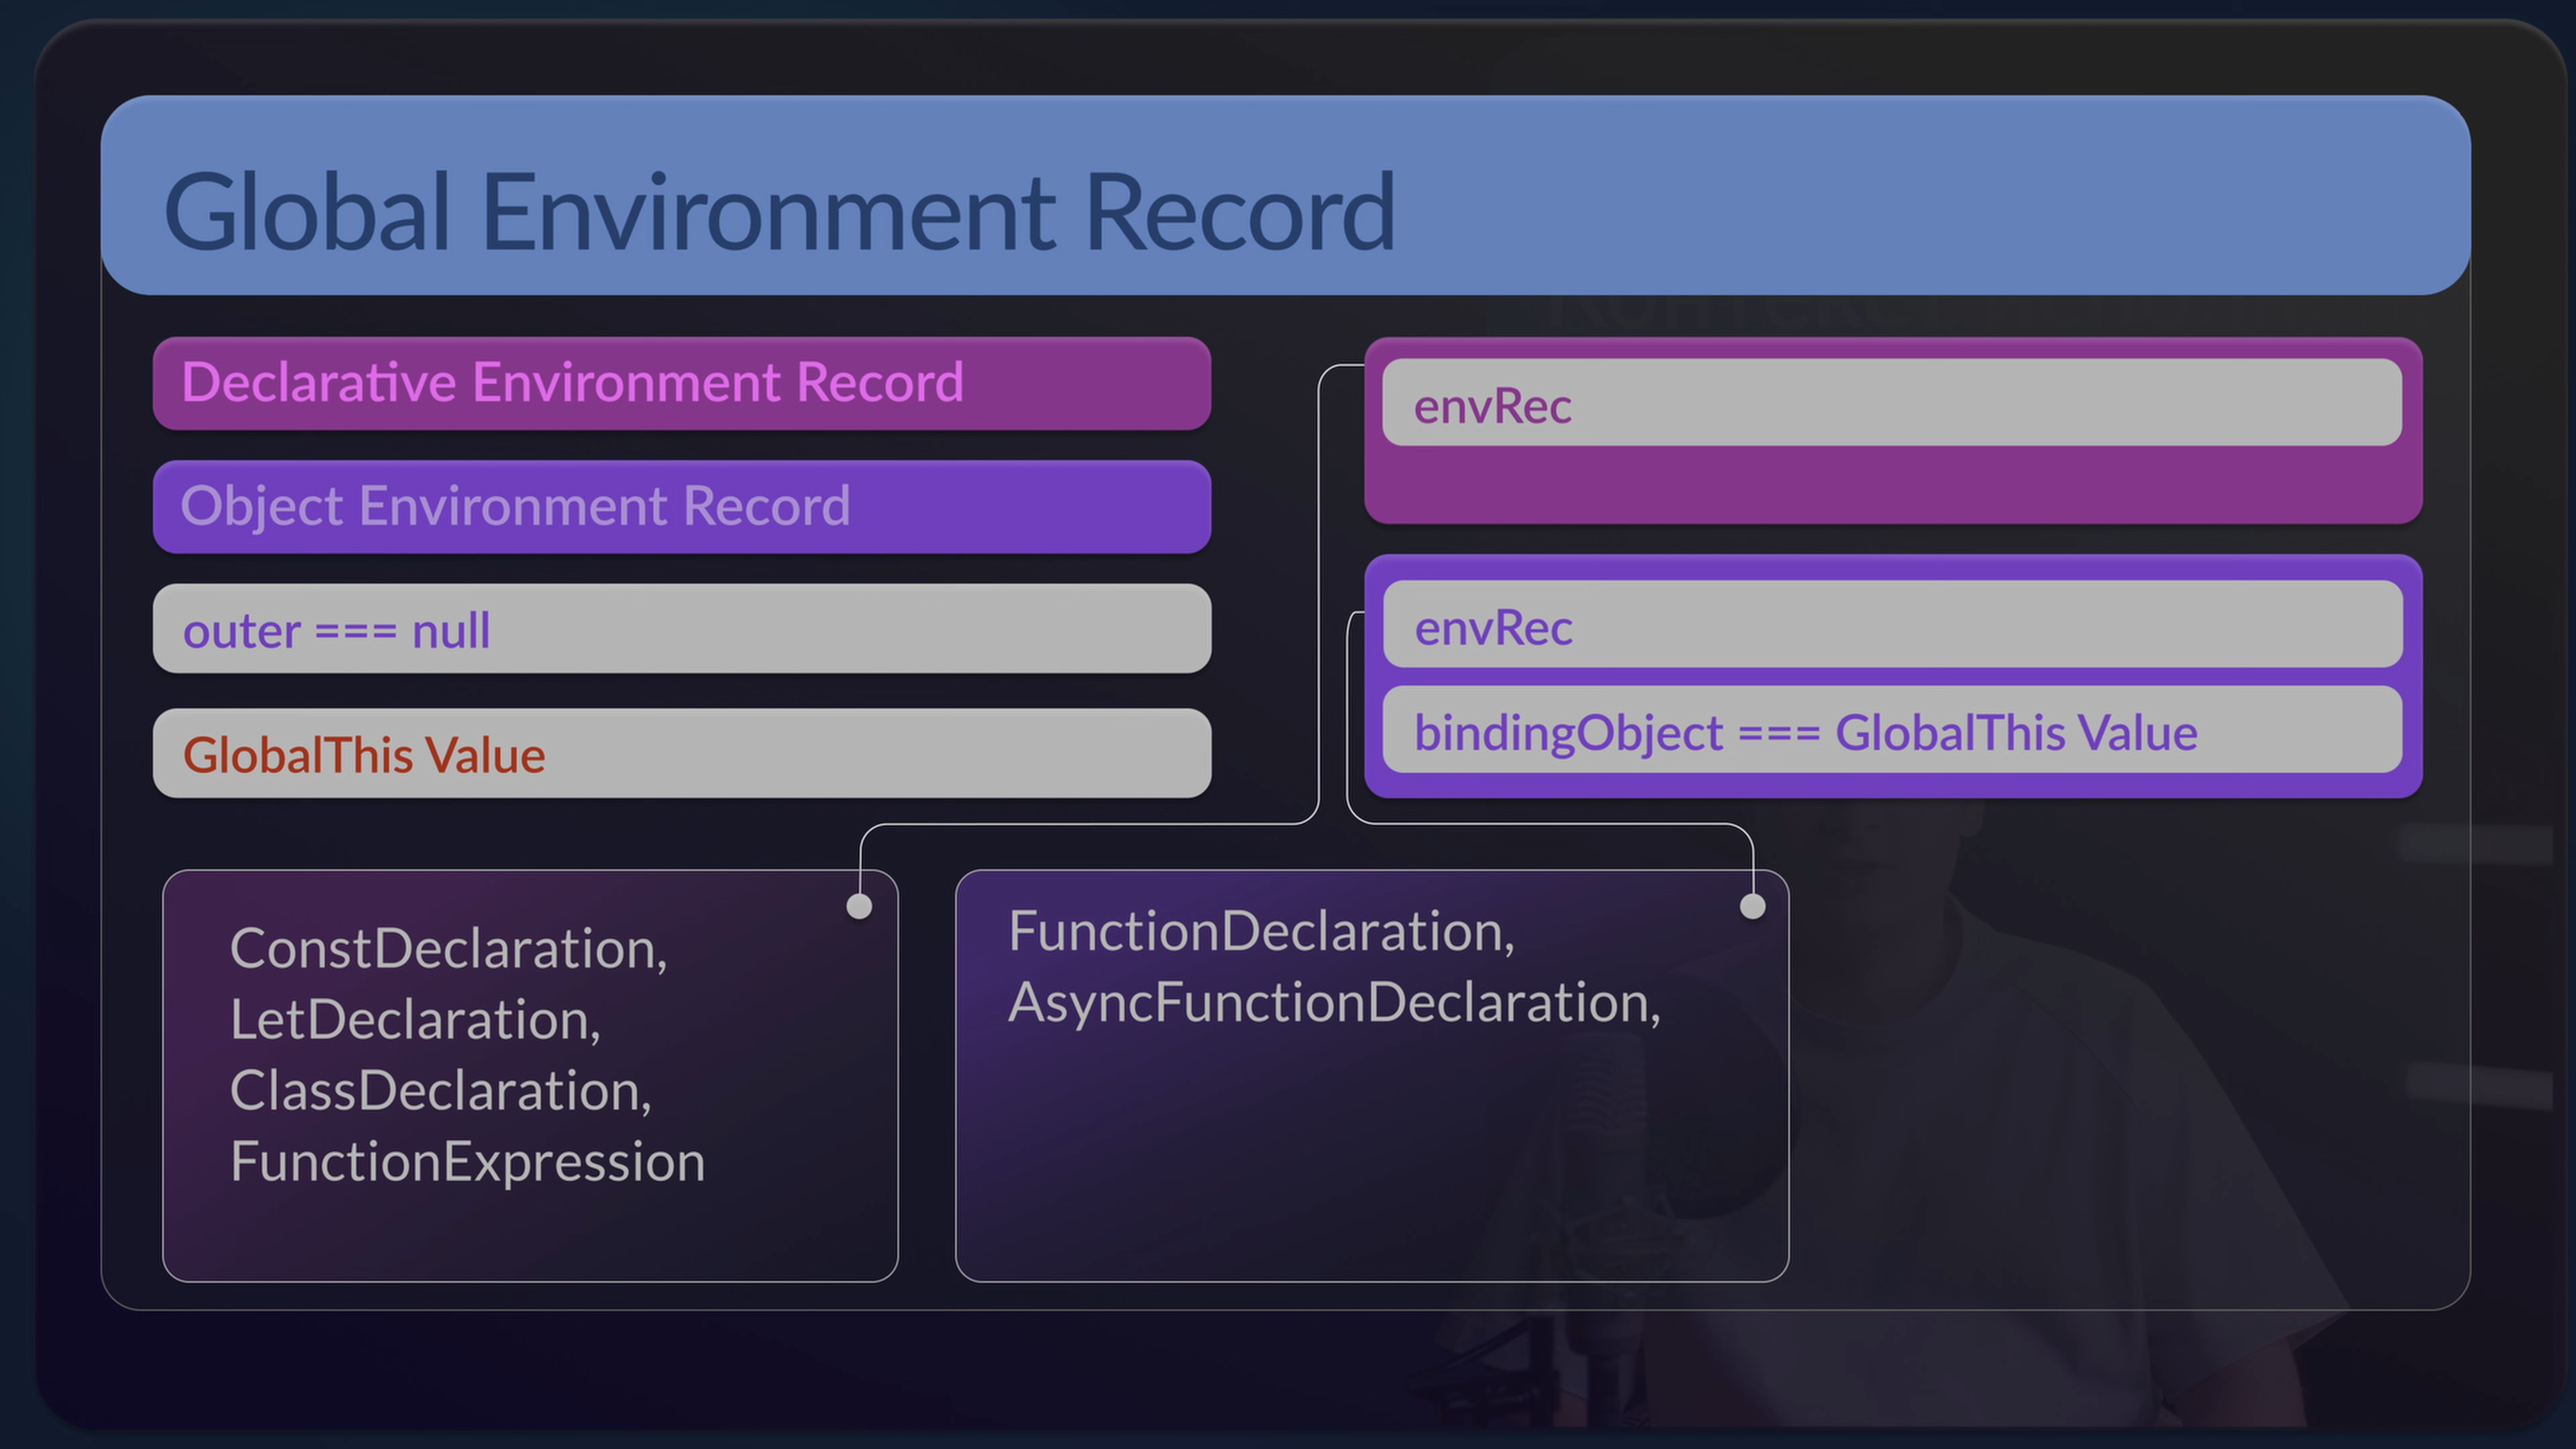 Global Environment Record
Declarative Environment Record
Object Environment Record
outer === null
GlobalThis Value
envRec
envRec
bindingObject === GlobalThis Value
ConstDeclaration,
LetDeclaration,
ClassDeclaration,
FunctionExpression
FunctionDeclaration,
AsyncFunctionDeclaration,